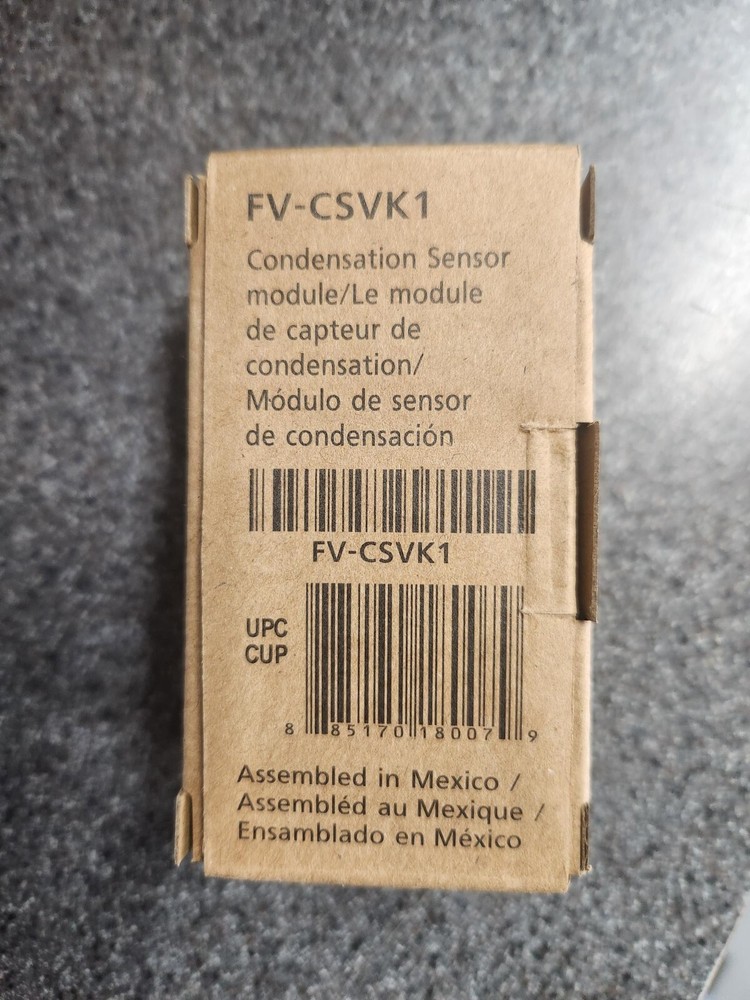 FV-CSVK1
Condensation Sensor
module/Le module
de capteur de
condensation/
Módulo de sensor
de condensación
FV-CSVK1
UPC
CUP
8 85170 18007 9
Assembled in Mexico /
Assembléd au Mexique /
Ensamblado en México